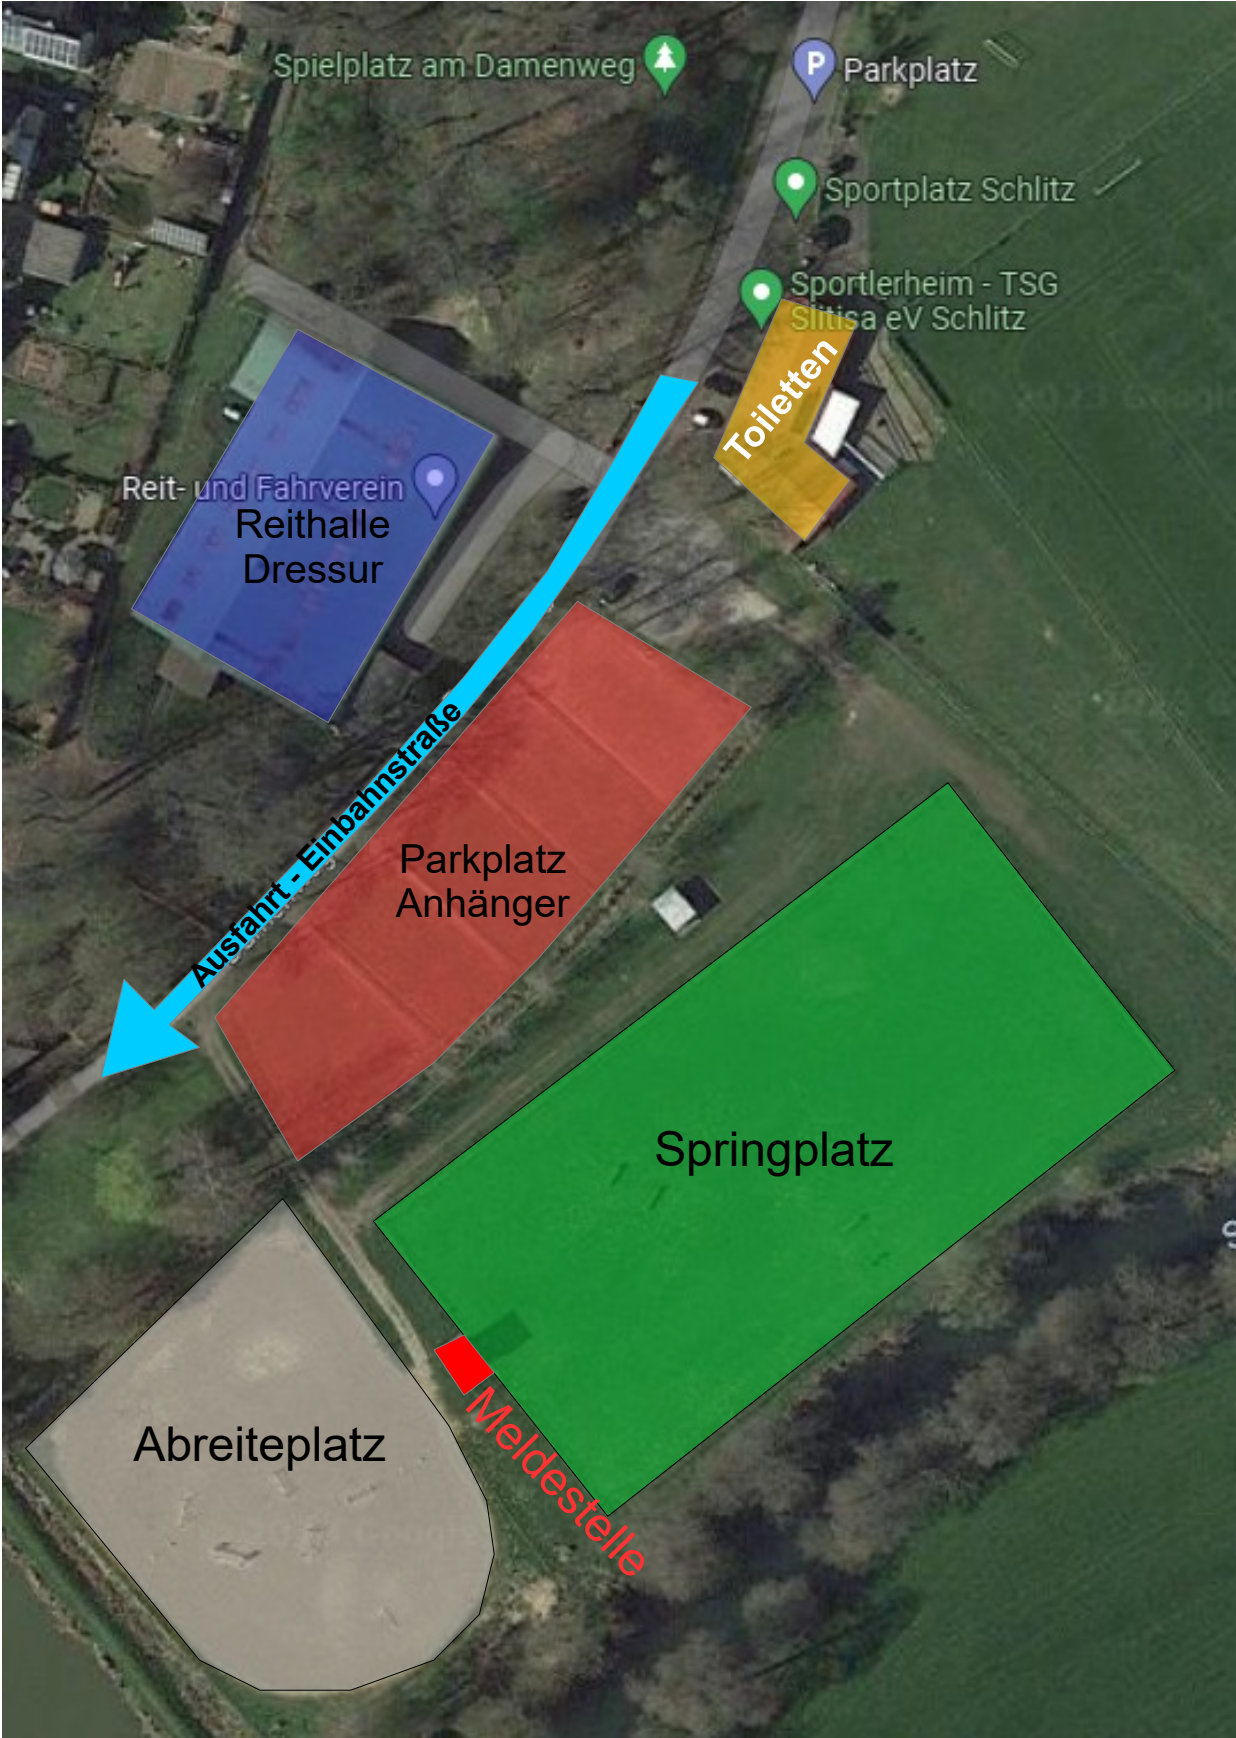 Spielplatz am Damenweg
Parkplatz
Sportplatz Schlitz
Sportlerheim - TSG
Slitisa eV Schlitz
Toiletten
Reit- und Fahrverein
Reithalle
Dressur
Ausfahrt - Einbahnstraße
Parkplatz
Anhänger
Springplatz
Abreiteplatz
Meldestelle